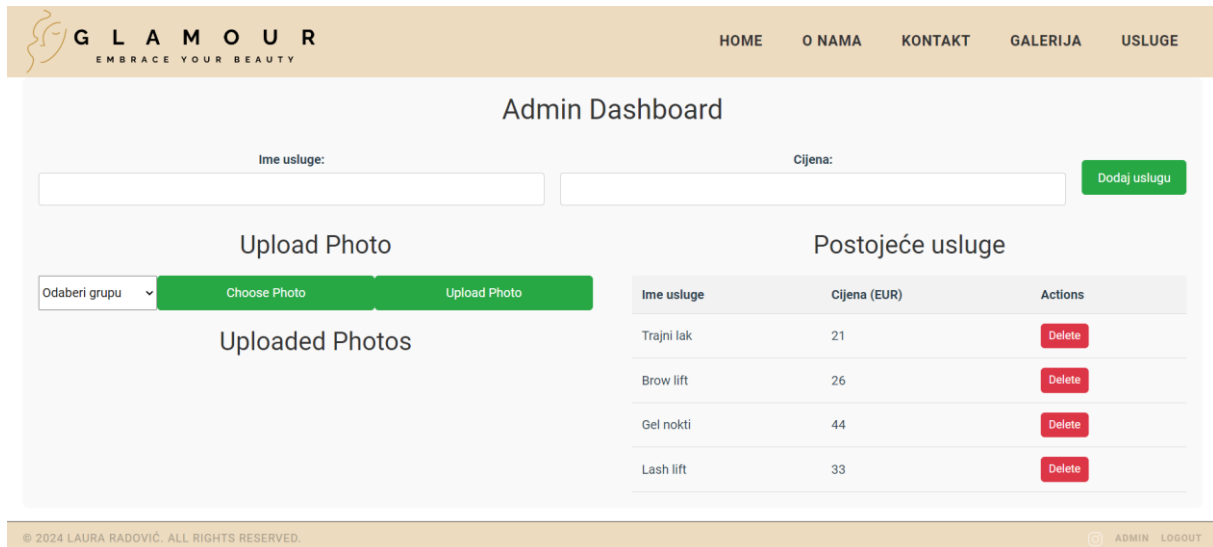 GLAMOUR
EMBRACE YOUR BEAUTY
HOME O NAMA KONTAKT GALERIJA USLUGE
Admin Dashboard
Ime usluge: Cijena:
Dodaj uslugu
Upload Photo
Odaberi grupu Choose Photo Upload Photo
Uploaded Photos
Postojeće usluge
Ime usluge Cijena (EUR) Actions
Trajni lak 21 Delete
Brow lift 26 Delete
Gel nokti 44 Delete
Lash lift 33 Delete
© 2024 LAURA RADOVIĆ. ALL RIGHTS RESERVED. ADMIN LOGOUT